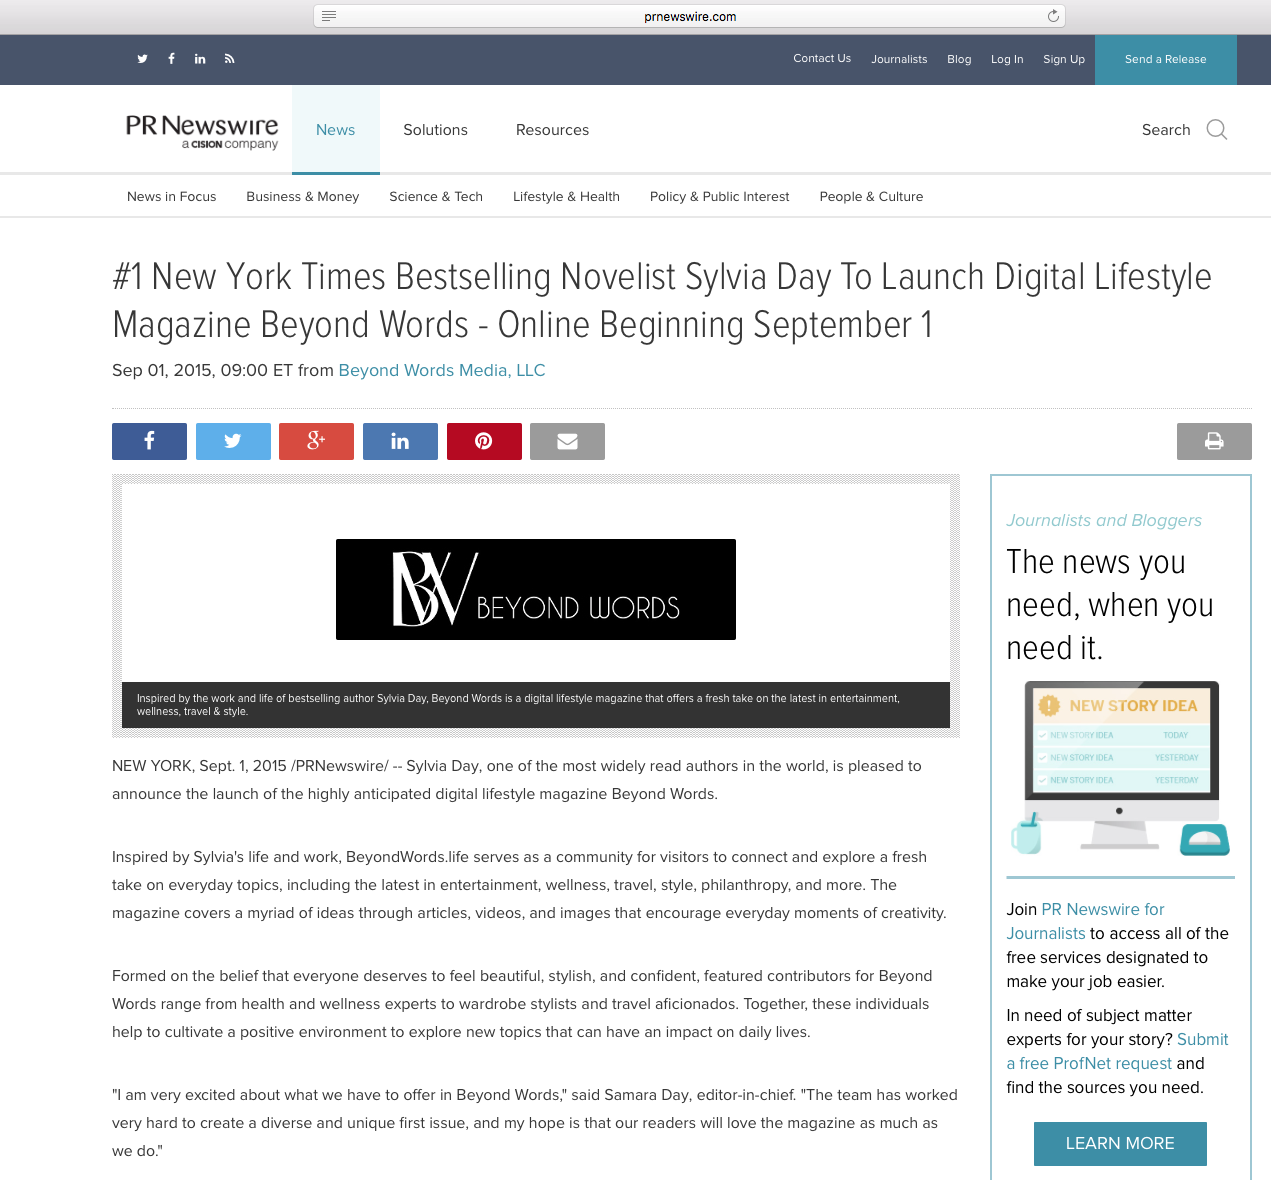 prnewswire.com
Contact Us
Journalists
Blog
Log In
Sign Up
Send a Release
PR Newswire
a CISION company
News
Solutions
Resources
Search
News in Focus
Business & Money
Science & Tech
Lifestyle & Health
Policy & Public Interest
People & Culture
#1 New York Times Bestselling Novelist Sylvia Day To Launch Digital Lifestyle
Magazine Beyond Words - Online Beginning September 1
Sep 01, 2015, 09:00 ET from Beyond Words Media, LLC
BW BEYOND WORDS
Inspired by the work and life of bestselling author Sylvia Day, Beyond Words is a digital lifestyle magazine that offers a fresh take on the latest in entertainment,
wellness, travel & style.
NEW YORK, Sept. 1, 2015 /PRNewswire/ -- Sylvia Day, one of the most widely read authors in the world, is pleased to
announce the launch of the highly anticipated digital lifestyle magazine Beyond Words.
Inspired by Sylvia's life and work, BeyondWords.life serves as a community for visitors to connect and explore a fresh
take on everyday topics, including the latest in entertainment, wellness, travel, style, philanthropy, and more. The
magazine covers a myriad of ideas through articles, videos, and images that encourage everyday moments of creativity.
Formed on the belief that everyone deserves to feel beautiful, stylish, and confident, featured contributors for Beyond
Words range from health and wellness experts to wardrobe stylists and travel aficionados. Together, these individuals
help to cultivate a positive environment to explore new topics that can have an impact on daily lives.
"I am very excited about what we have to offer in Beyond Words," said Samara Day, editor-in-chief. "The team has worked
very hard to create a diverse and unique first issue, and my hope is that our readers will love the magazine as much as
we do."
Journalists and Bloggers
The news you
need, when you
need it.
NEW STORY IDEA
NEW STORY IDEA TODAY
NEW STORY IDEA YESTERDAY
NEW STORY IDEA YESTERDAY
Join PR Newswire for
Journalists to access all of the
free services designated to
make your job easier.
In need of subject matter
experts for your story? Submit
a free ProfNet request and
find the sources you need.
LEARN MORE